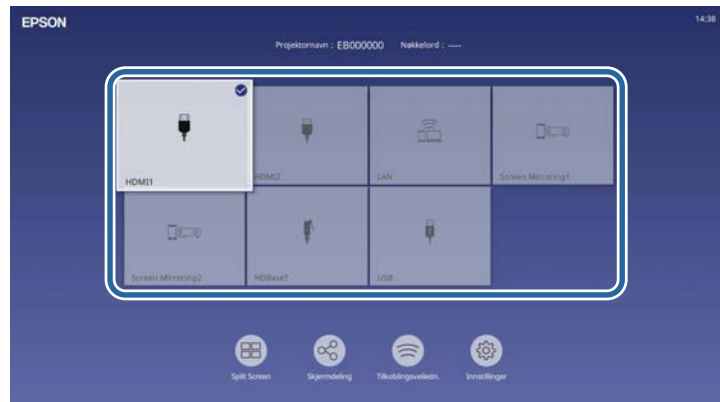 EPSON
14:38
Projektornavn : EB000000 Nøkkelord : ----
HDMI1
HDMI2
LAN
Screen Mirroring1
Screen Mirroring2
HDBaseT
USB
Split Screen
Skjermdeling
Tilkoblingsveiledn.
Innstillinger